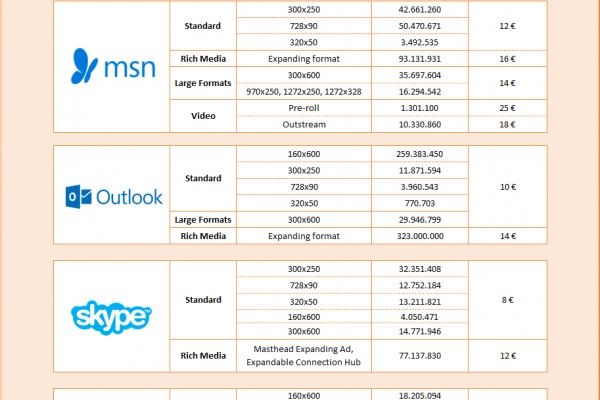 300x250 42.661.260
Standard 728x90 50.470.671 12 €
320x50 3.492.535
Rich Media Expanding format 93.131.931 16 €
msn
Large Formats 300x600 35.697.604 14 €
970x250, 1272x250, 1272x328 16.294.542
Video Pre-roll 1.301.100 25 €
Outstream 10.330.860 18 €
160x600 259.383.450
Standard 300x250 11.871.594 10 €
728x90 3.960.543
Outlook
320x50 770.703
Large Formats 300x600 29.946.799
Rich Media Expanding format 323.000.000 14 €
300x250 32.351.408
728x90 12.752.184
Standard 320x50 13.211.821 8 €
skype™
160x600 4.050.471
300x600 14.771.946
Rich Media Masthead Expanding Ad, 77.137.830 12 €
Expandable Connection Hub
160x600 18.205.094